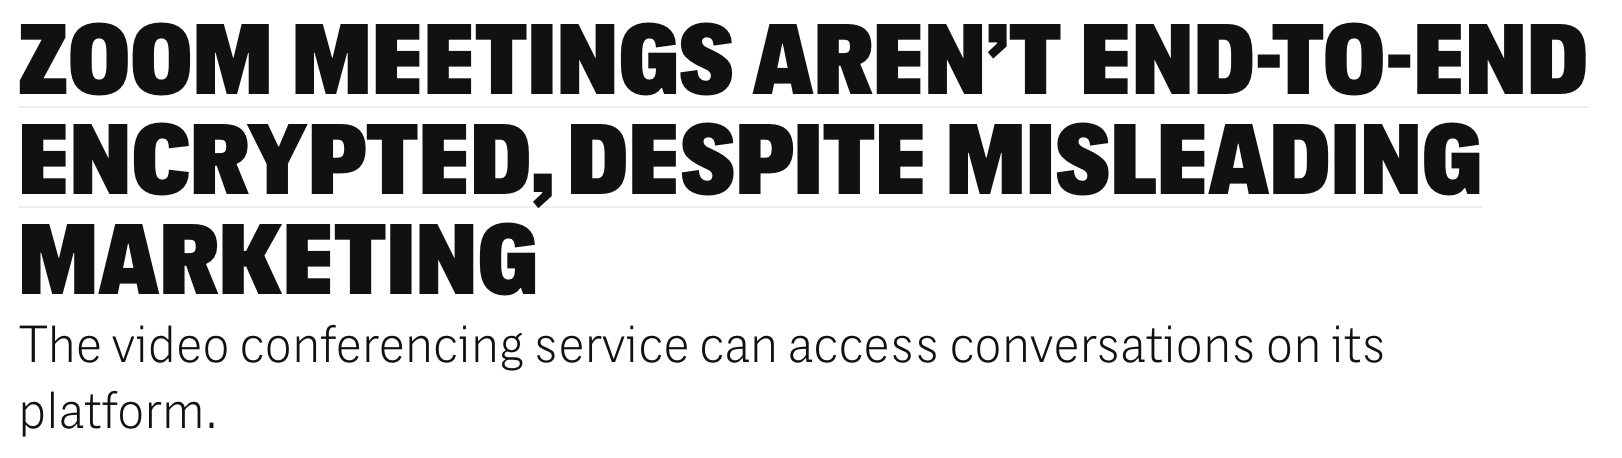 ZOOM MEETINGS AREN’T END-TO-END
ENCRYPTED, DESPITE MISLEADING
MARKETING
The video conferencing service can access conversations on its
platform.